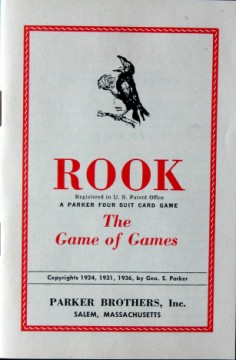 ROOK
Registered in U. S. Patent Office
A PARKER FOUR SUIT CARD GAME
The
Game of Games
Copyrights 1924, 1931, 1936, by Geo. S. Parker
PARKER BROTHERS, Inc.
SALEM, MASSACHUSETTS